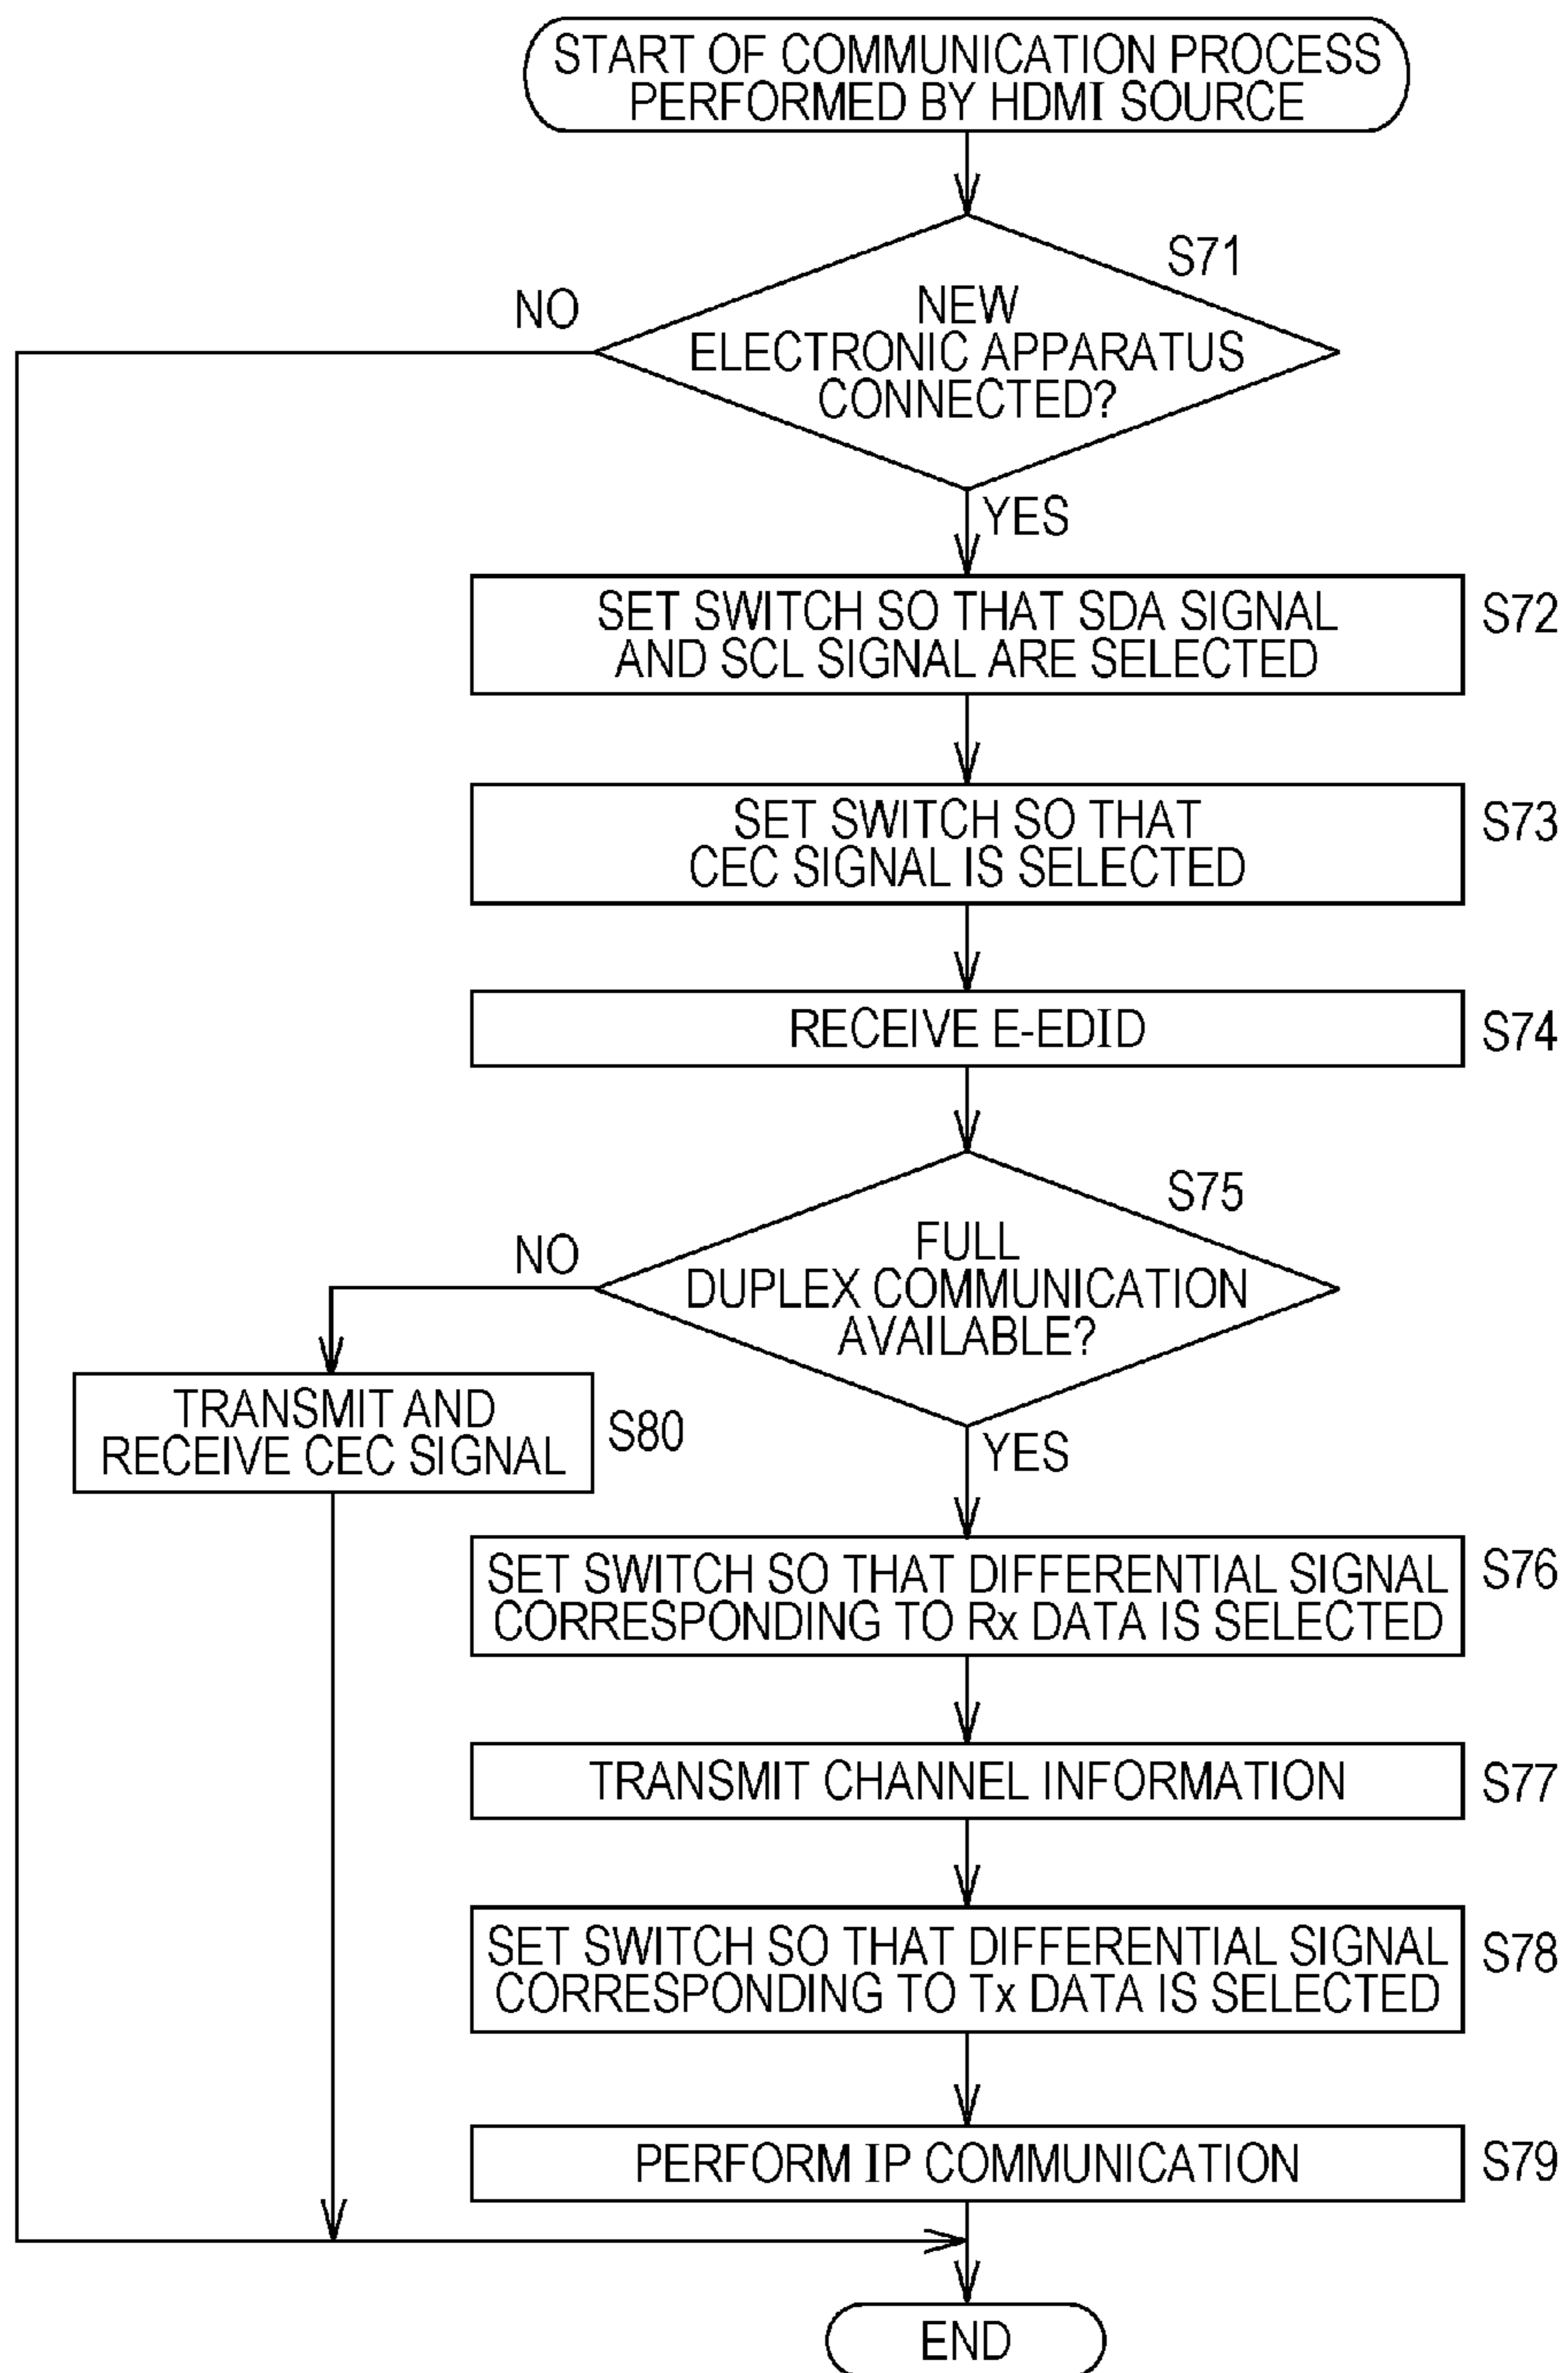 START OF COMMUNICATION PROCESS
PERFORMED BY HDMI SOURCE
S71
NO
NEW
ELECTRONIC APPARATUS
CONNECTED?
YES
SET SWITCH SO THAT SDA SIGNAL
AND SCL SIGNAL ARE SELECTED
S72
SET SWITCH SO THAT
CEC SIGNAL IS SELECTED
S73
RECEIVE E-EDID
S74
S75
NO
FULL
DUPLEX COMMUNICATION
AVAILABLE?
TRANSMIT AND
RECEIVE CEC SIGNAL
S80
YES
SET SWITCH SO THAT DIFFERENTIAL SIGNAL
CORRESPONDING TO Rx DATA IS SELECTED
S76
TRANSMIT CHANNEL INFORMATION
S77
SET SWITCH SO THAT DIFFERENTIAL SIGNAL
CORRESPONDING TO Tx DATA IS SELECTED
S78
PERFORM IP COMMUNICATION
S79
END